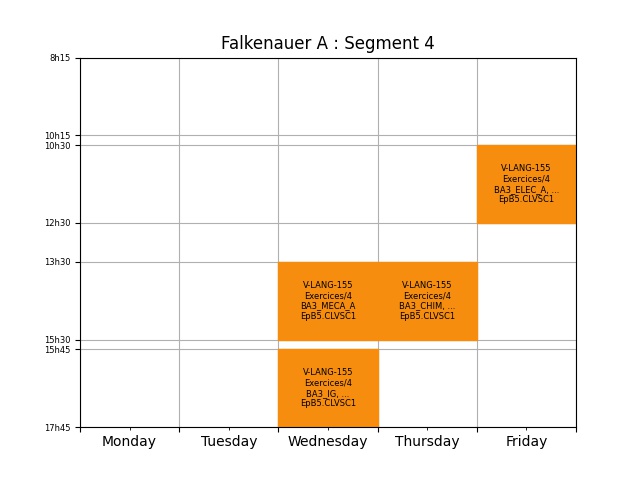 Falkenauer A : Segment 4
8h15
10h15
10h30
V-LANG-155
Exercices/4
BA3_ELEC_A, ...
EpB5.CLVSC1
12h30
13h30
V-LANG-155
Exercices/4
BA3_MECA_A
EpB5.CLVSC1
V-LANG-155
Exercices/4
BA3_CHIM, ...
EpB5.CLVSC1
15h30
15h45
V-LANG-155
Exercices/4
BA3_IG, ...
EpB5.CLVSC1
17h45
Monday Tuesday Wednesday Thursday Friday